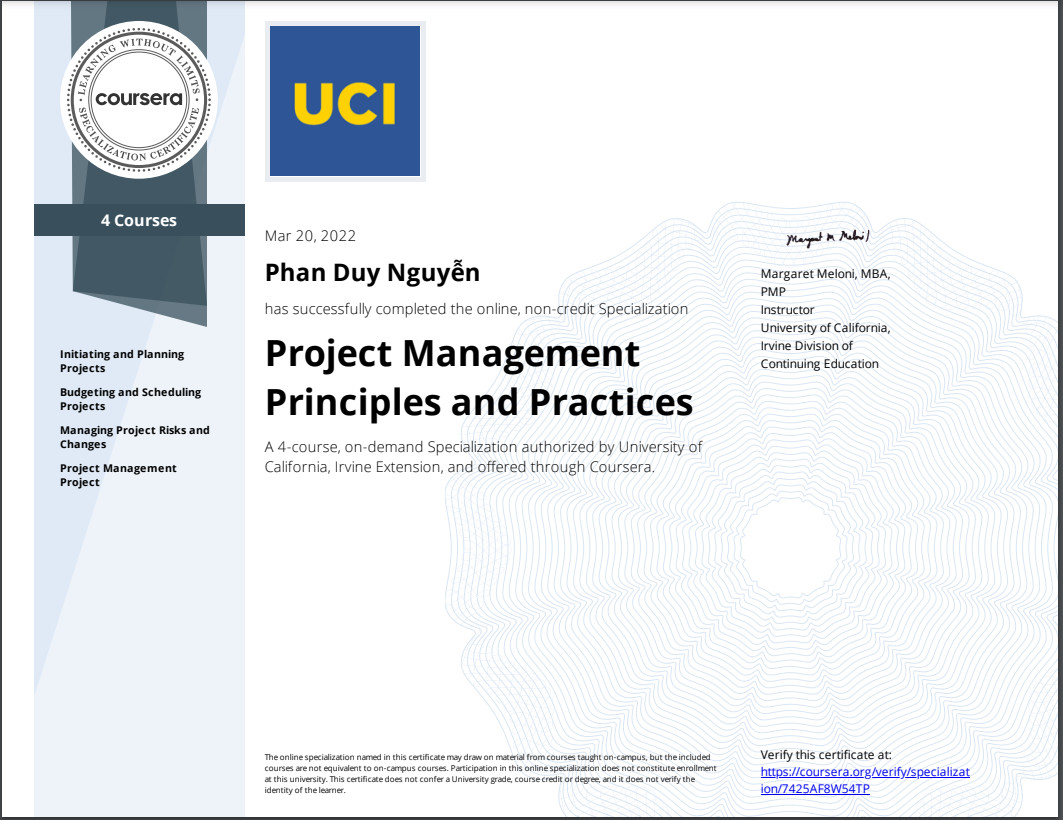 LEARNING WITHOUT LIMITS
coursera
SPECIALIZATION CERTIFICATE
4 Courses
Initiating and Planning
Projects
Budgeting and Scheduling
Projects
Managing Project Risks and
Changes
Project Management
Project
UCI
Mar 20, 2022
Phan Duy Nguyễn
has successfully completed the online, non-credit Specialization
Project Management
Principles and Practices
A 4-course, on-demand Specialization authorized by University of
California, Irvine Extension, and offered through Coursera.
Margaret M Meloni
Margaret Meloni, MBA,
PMP
Instructor
University of California,
Irvine Division of
Continuing Education
The online specialization named in this certificate may draw on material from courses taught on-campus, but the included
courses are not equivalent to on-campus courses. Participation in this online specialization does not constitute enrollment
at this university. This certificate does not confer a University grade, course credit or degree, and it does not verify the
identity of the learner.
Verify this certificate at:
https://coursera.org/verify/specializat
ion/7425AF8W54TP